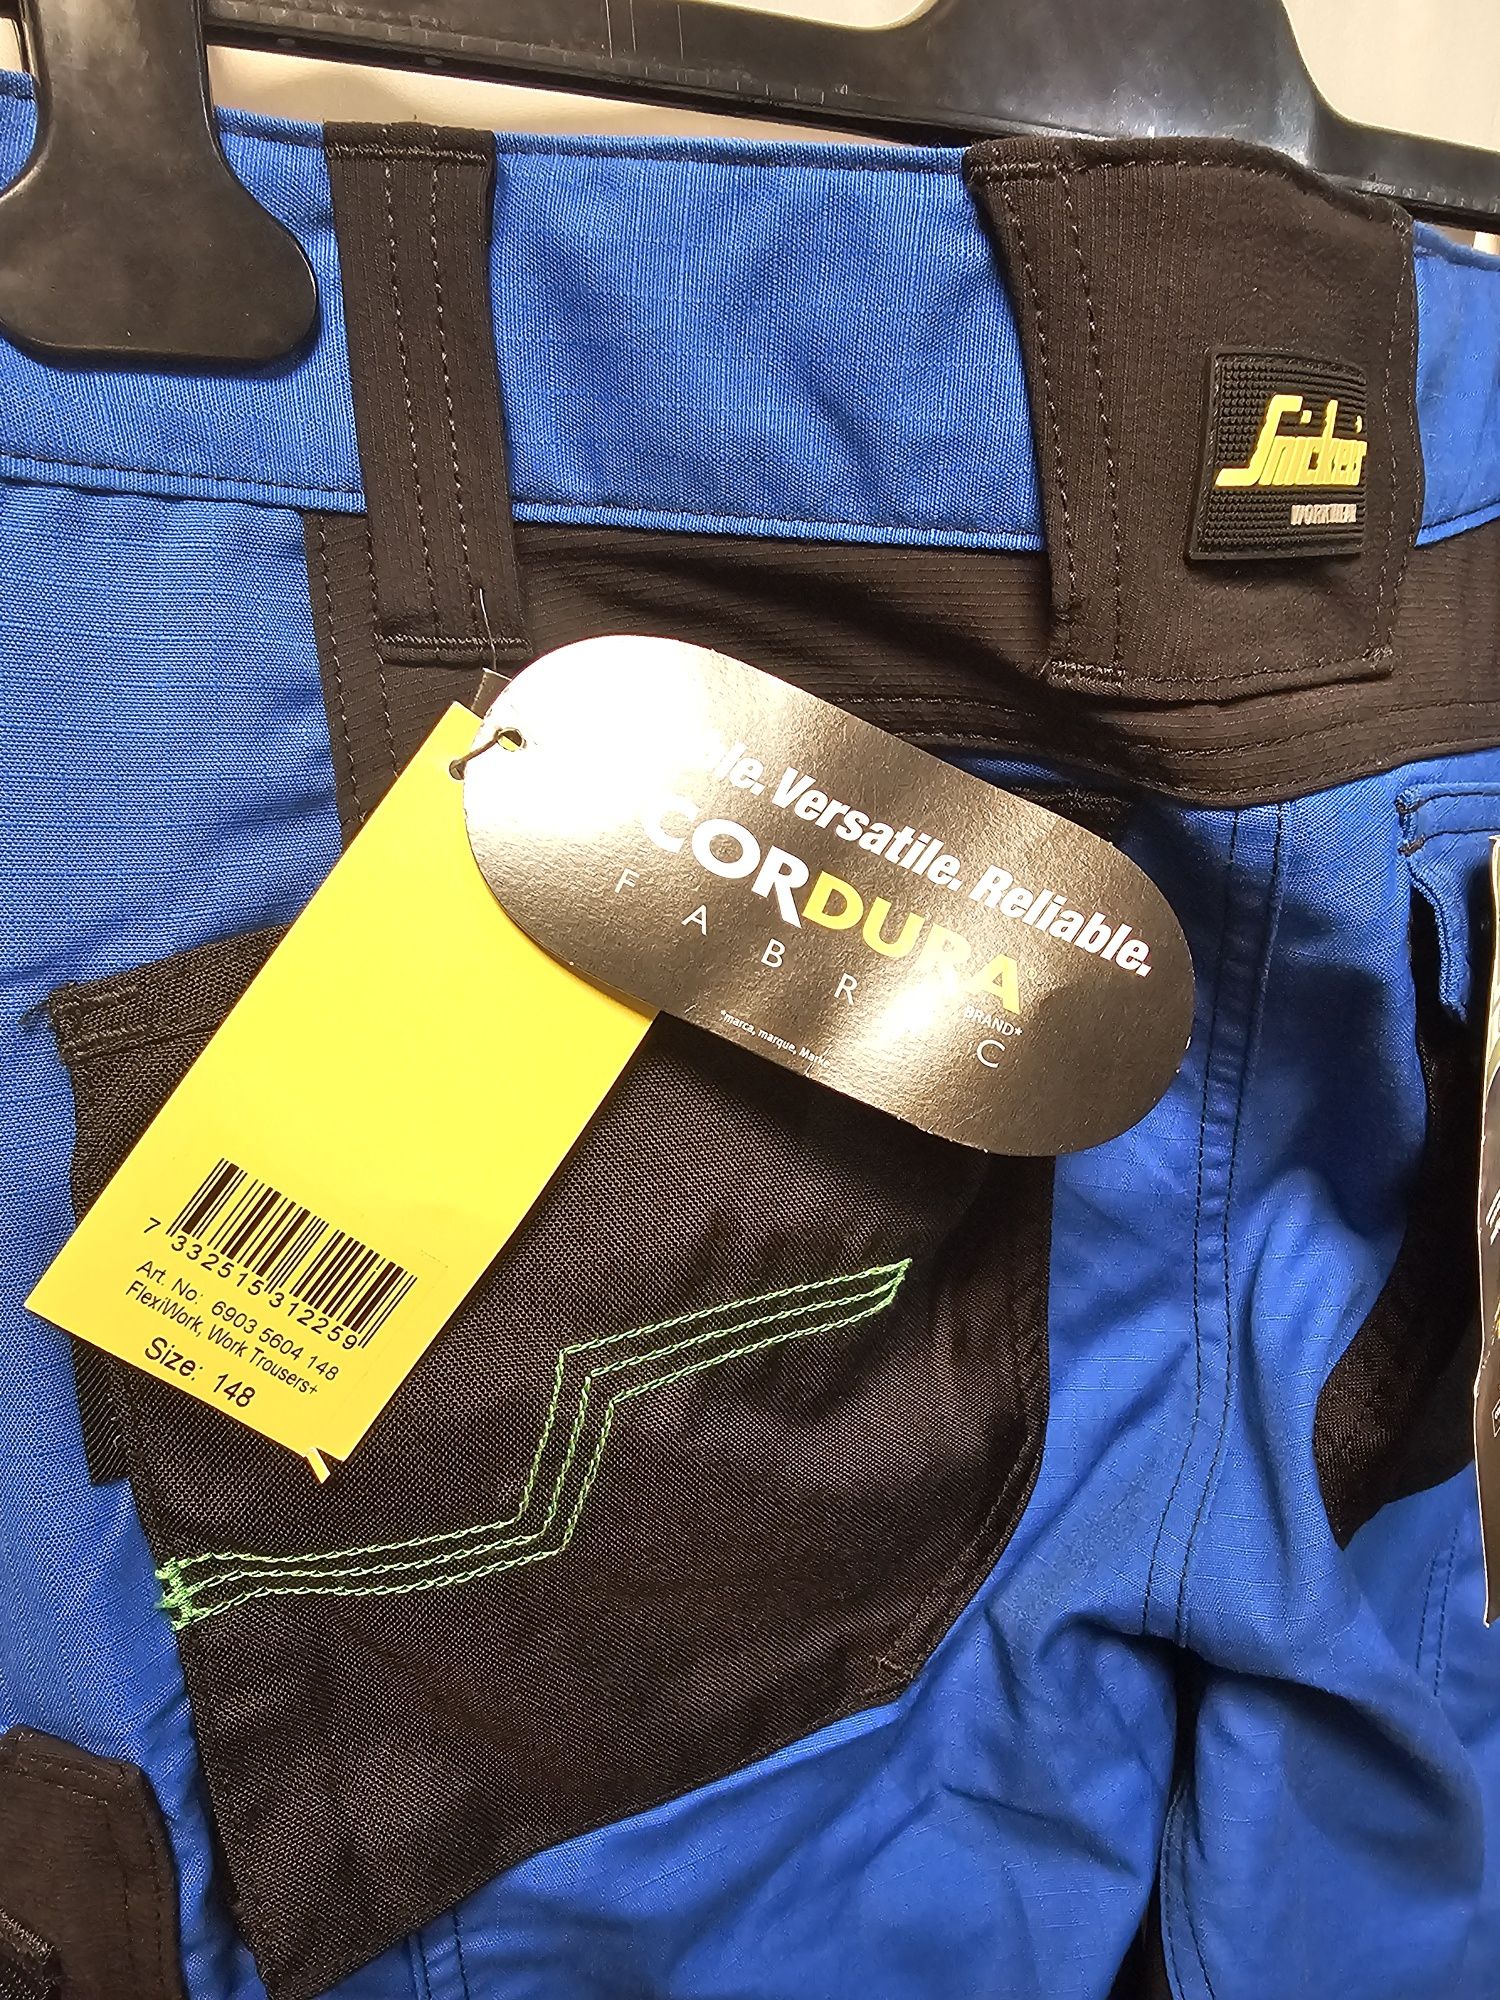 Snickers
WORKWEAR
Versatile. Reliable.
CORDURA
BRAND*
FABRIC
*marca, marque,
7 332515 312259
Art. No: 6903 5604 148
FlexiWork, Work Trousers+
Size: 148